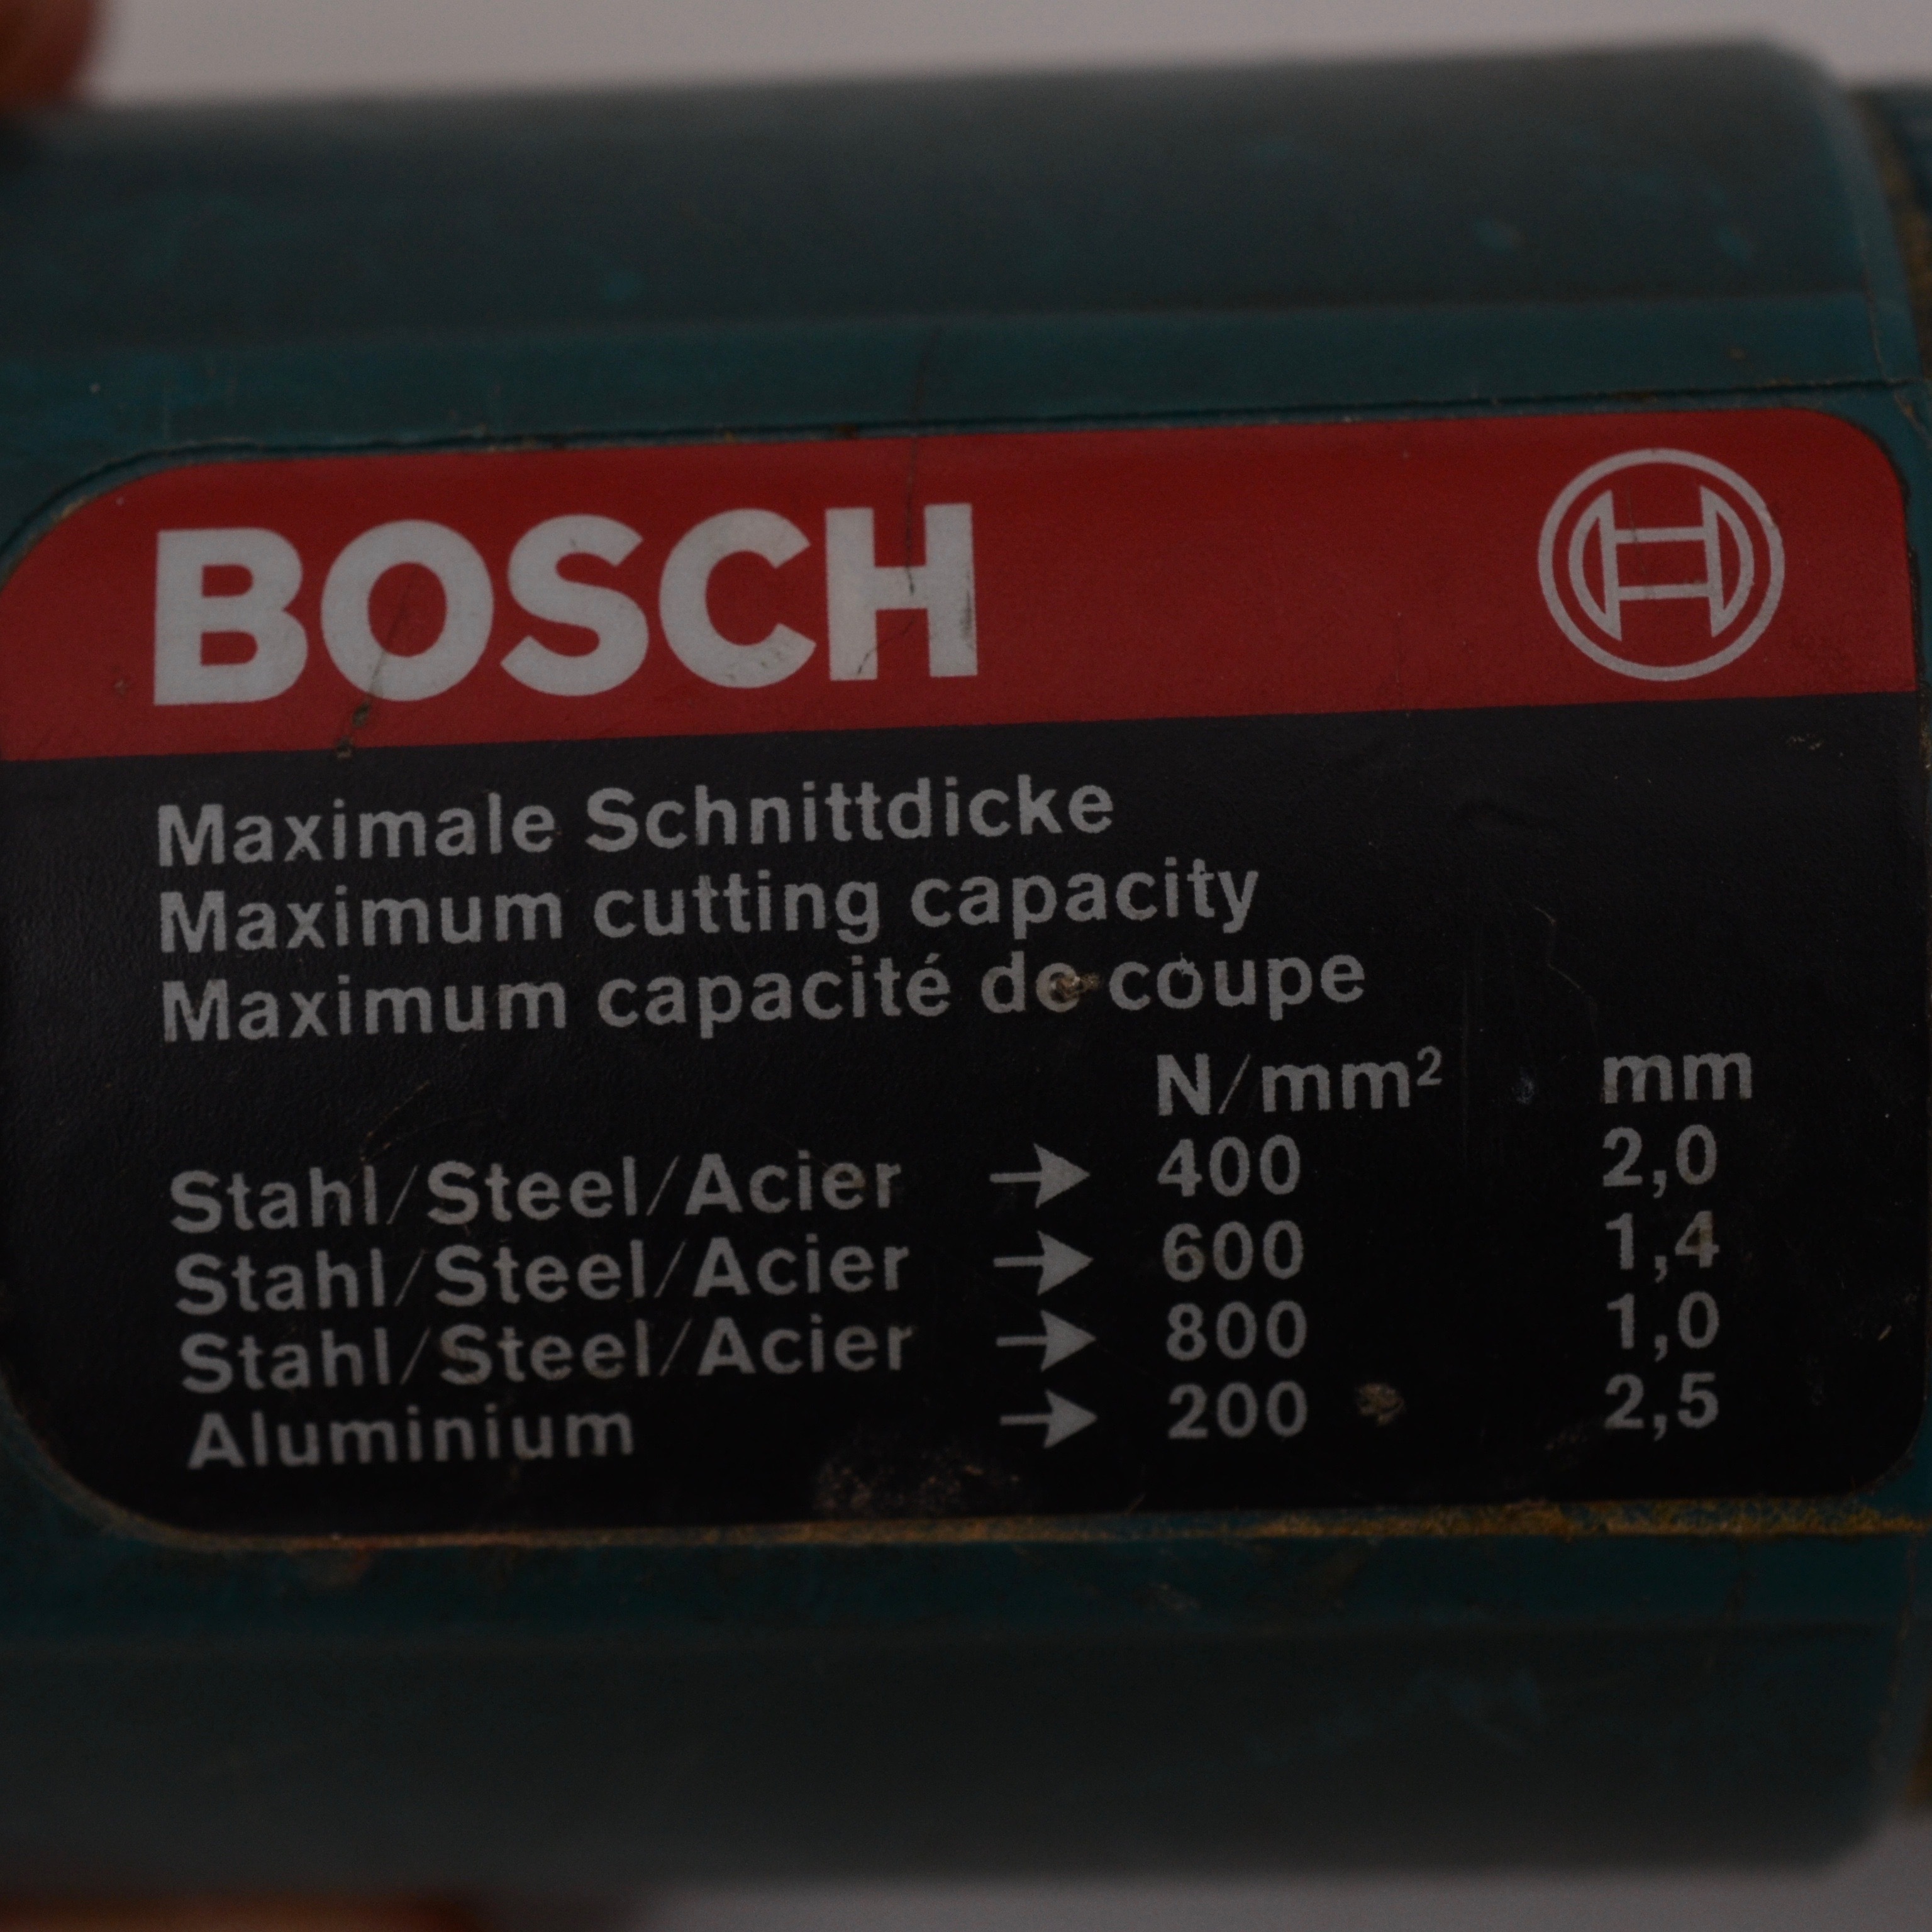 BOSCH
Maximale Schnittdicke
Maximum cutting capacity
Maximum capacité de coupe
N/mm² mm
Stahl/Steel/Acier → 400 2,0
Stahl/Steel/Acier → 600 1,4
Stahl/Steel/Acier → 800 1,0
Aluminium → 200 2,5